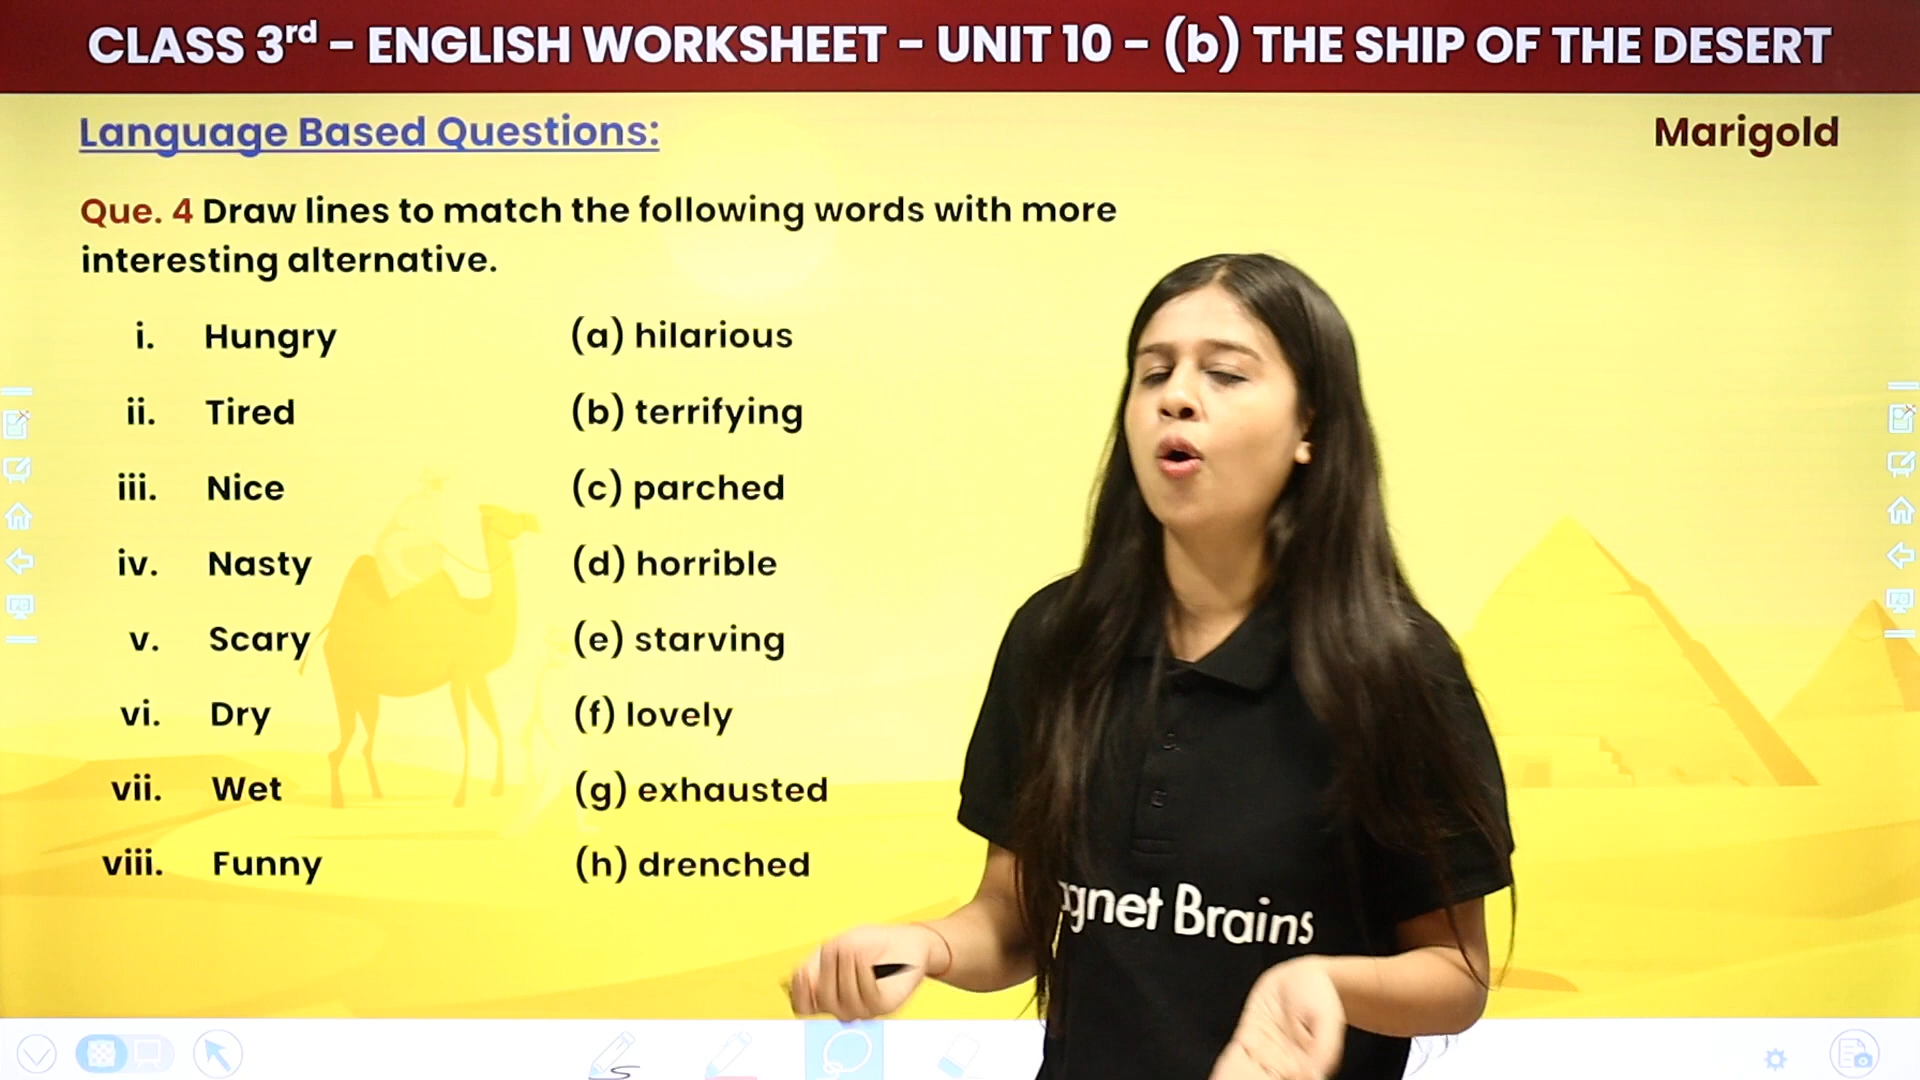 CLASS 3rd - ENGLISH WORKSHEET - UNIT 10 - (b) THE SHIP OF THE DESERT
Language Based Questions:
Marigold
Que. 4 Draw lines to match the following words with more
interesting alternative.
i. Hungry (a) hilarious
ii. Tired (b) terrifying
iii. Nice (c) parched
iv. Nasty (d) horrible
v. Scary (e) starving
vi. Dry (f) lovely
vii. Wet (g) exhausted
viii. Funny (h) drenched
gnet Brains